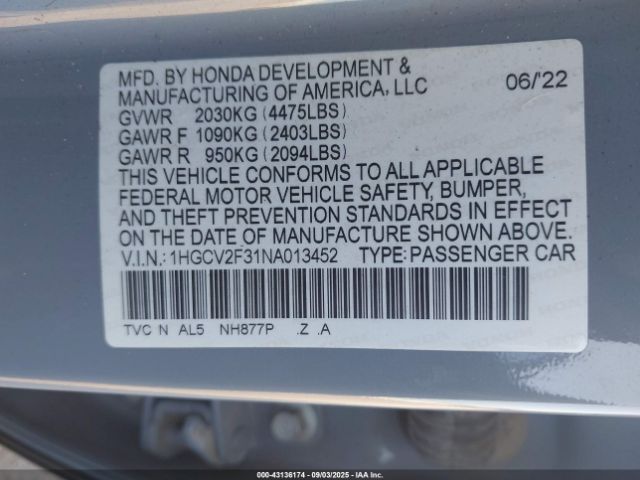 MFD. BY HONDA DEVELOPMENT &
MANUFACTURING OF AMERICA, LLC 06/'22
GVWR 2030KG (4475LBS)
GAWR F 1090KG (2403LBS)
GAWR R 950KG (2094LBS)
THIS VEHICLE CONFORMS TO ALL APPLICABLE
FEDERAL MOTOR VEHICLE SAFETY, BUMPER,
AND THEFT PREVENTION STANDARDS IN EFFECT
ON THE DATE OF MANUFACTURE SHOWN ABOVE.
V.I.N.: 1HGCV2F31NA013452 TYPE: PASSENGER CAR
TVC N AL5 NH877P .Z .A
000-43136174 - 09/03/2025 - IAAI, Inc.